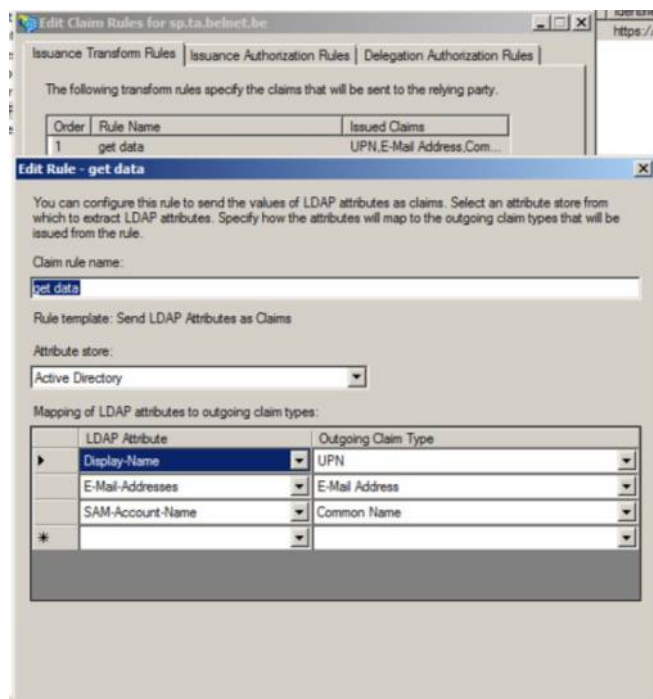 Edit Claim Rules for sp.ta.belnet.be
https:/
Issuance Transform Rules Issuance Authorization Rules Delegation Authorization Rules
The following transform rules specify the claims that will be sent to the relying party.
Order Rule Name Issued Claims
1 get data UPN,E-Mail Address,Com...
Edit Rule - get data
You can configure this rule to send the values of LDAP attributes as claims. Select an attribute store from
which to extract LDAP attributes. Specify how the attributes will map to the outgoing claim types that will be
issued from the rule.
Claim rule name:
get data
Rule template: Send LDAP Attributes as Claims
Attribute store:
Active Directory
Mapping of LDAP attributes to outgoing claim types:
LDAP Attribute Outgoing Claim Type
Display-Name UPN
E-Mail-Addresses E-Mail Address
SAM-Account-Name Common Name